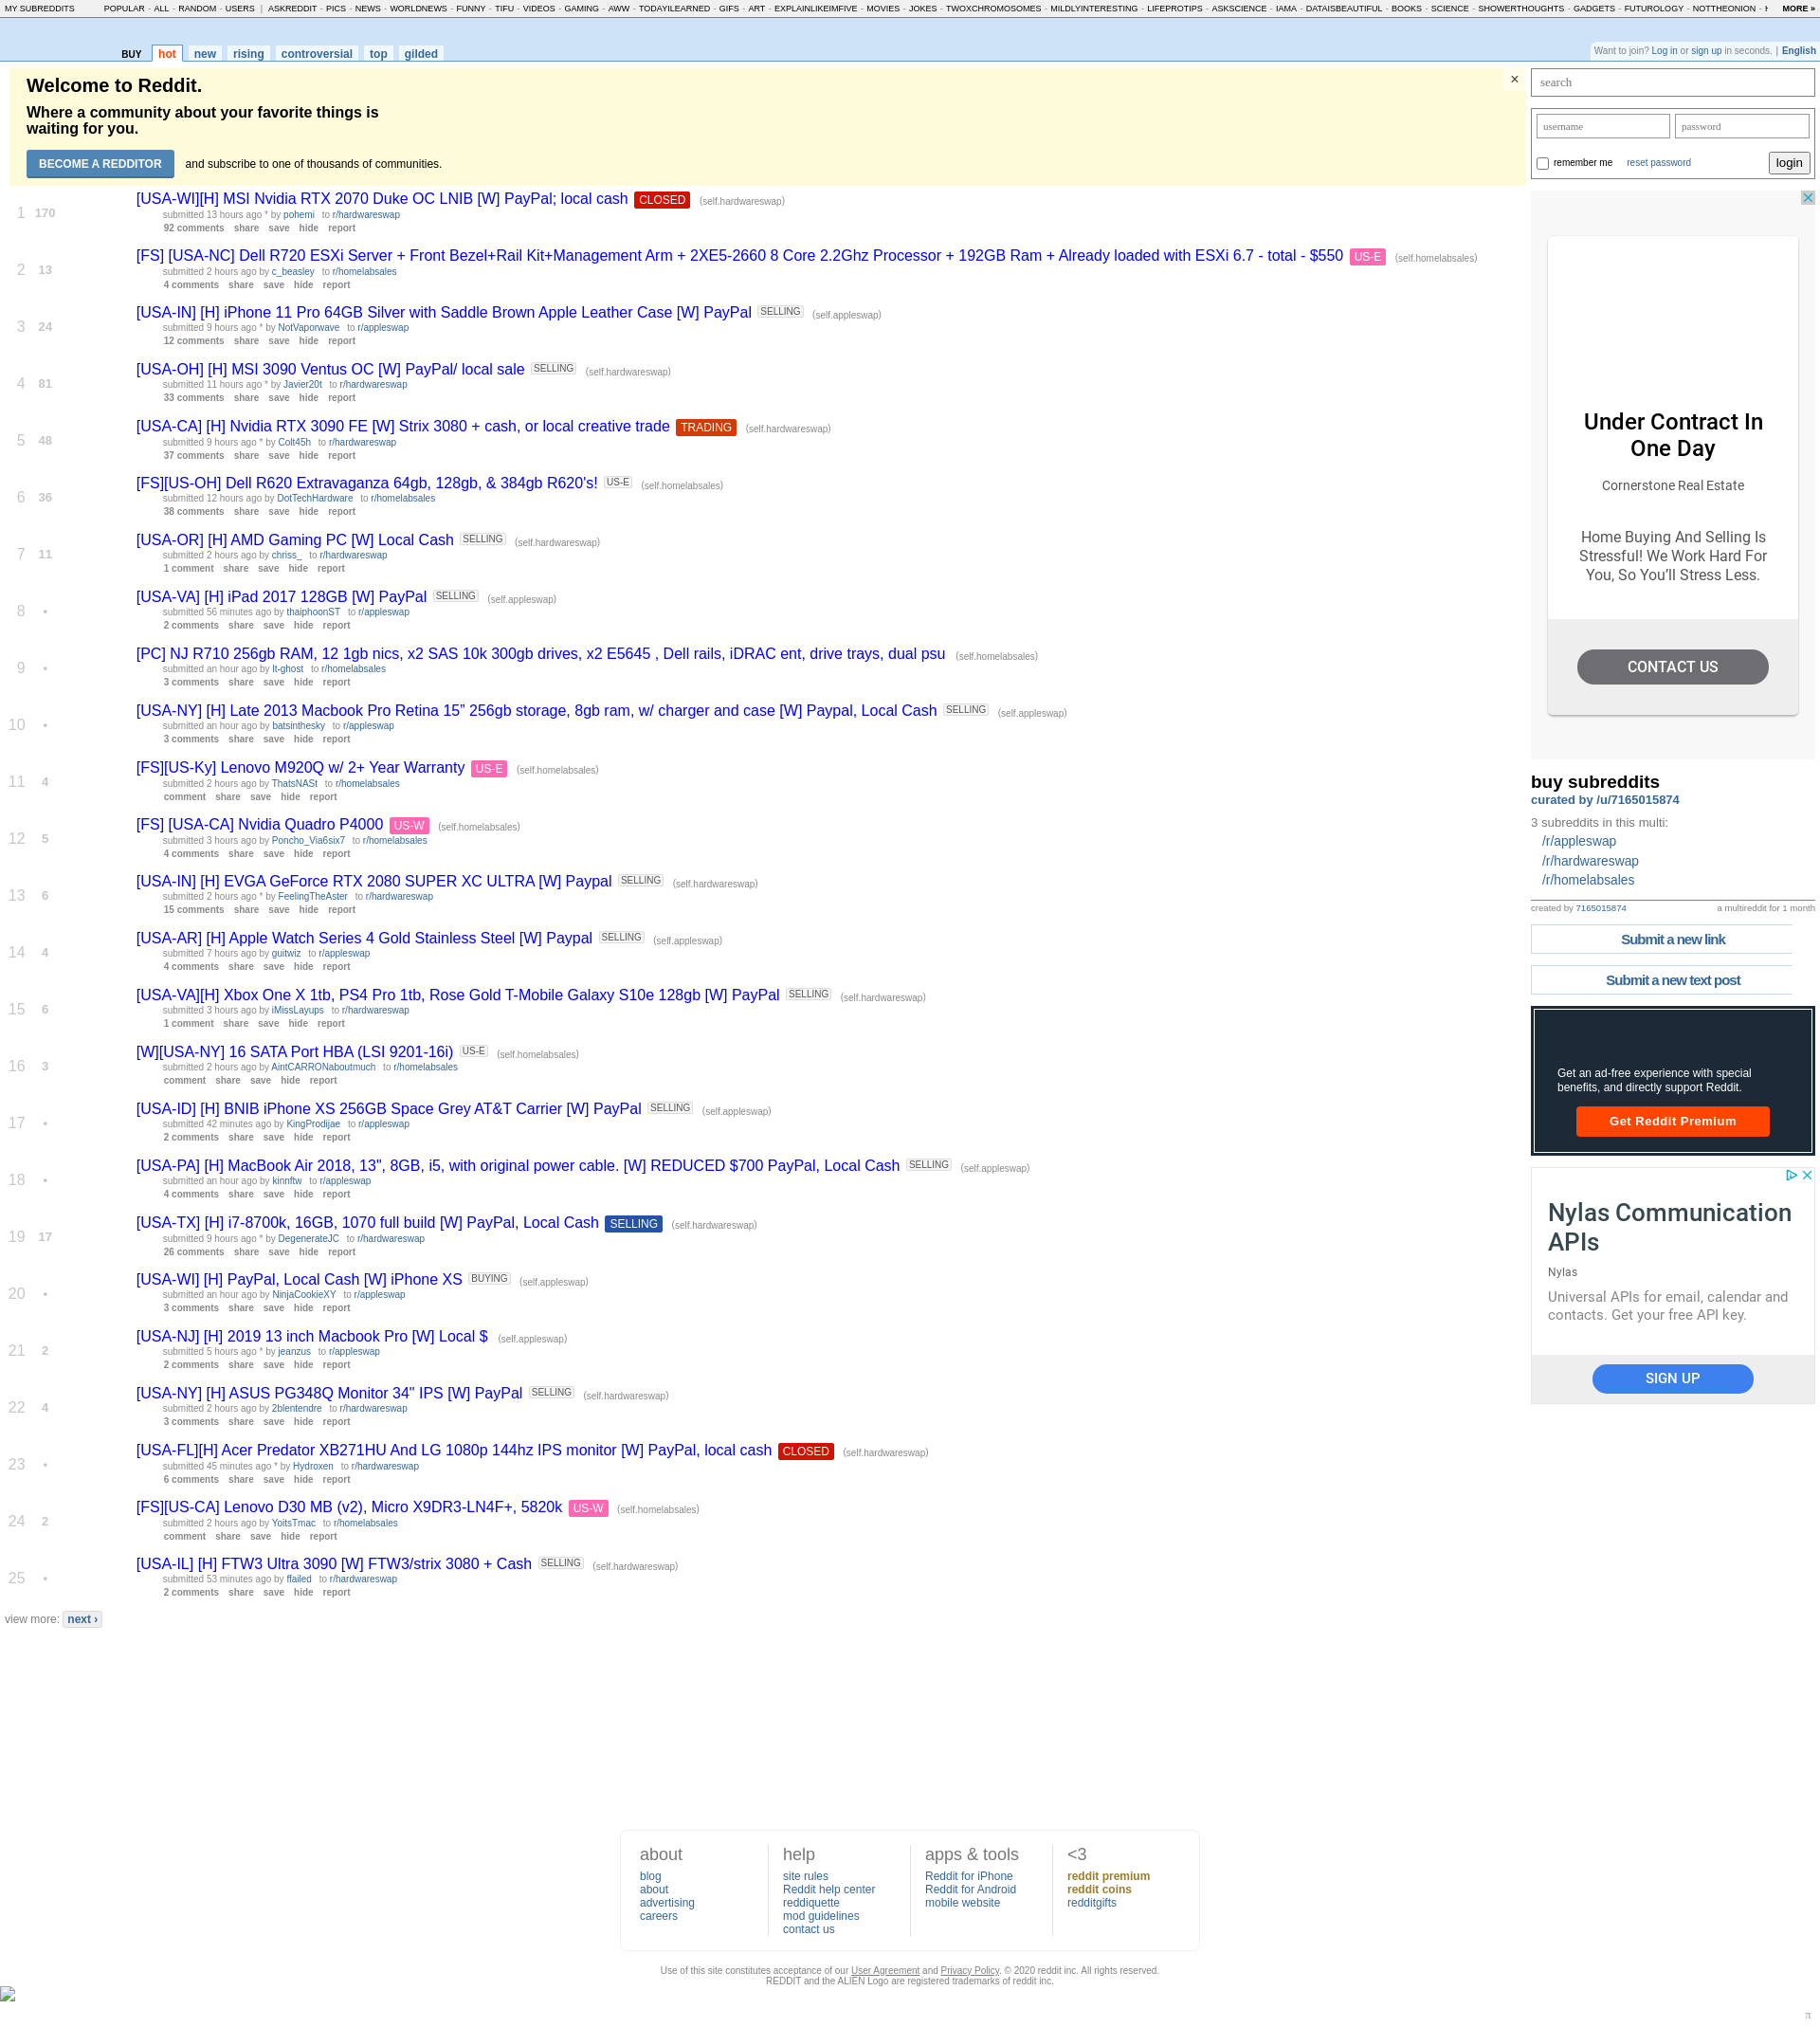 MY SUBREDDITS POPULAR - ALL - RANDOM - USERS | ASKREDDIT - PICS - NEWS - WORLDNEWS - FUNNY - TIFU - VIDEOS - GAMING - AWW - TODAYILEARNED - GIFS - ART - EXPLAINLIKEIMFIVE - MOVIES - JOKES - TWOXCHROMOSOMES - MILDLYINTERESTING - LIFEPROTIPS - ASKSCIENCE - IAMA - DATAISBEAUTIFUL - BOOKS - SCIENCE - SHOWERTHOUGHTS - GADGETS - FUTUROLOGY - NOTTHEONION - MORE »
BUY hot new rising controversial top gilded
Want to join? Log in or sign up in seconds. | English
Welcome to Reddit.
Where a community about your favorite things is
waiting for you.
BECOME A REDDITOR and subscribe to one of thousands of communities.
×
1 170 [USA-WI][H] MSI Nvidia RTX 2070 Duke OC LNIB [W] PayPal; local cash CLOSED (self.hardwareswap)
submitted 13 hours ago * by pohemi to r/hardwareswap
92 comments share save hide report
2 13 [FS] [USA-NC] Dell R720 ESXi Server + Front Bezel+Rail Kit+Management Arm + 2XE5-2660 8 Core 2.2Ghz Processor + 192GB Ram + Already loaded with ESXi 6.7 - total - $550 US-E (self.homelabsales)
submitted 2 hours ago by c_beasley to r/homelabsales
4 comments share save hide report
3 24 [USA-IN] [H] iPhone 11 Pro 64GB Silver with Saddle Brown Apple Leather Case [W] PayPal SELLING (self.appleswap)
submitted 9 hours ago * by NotVaporwave to r/appleswap
12 comments share save hide report
4 81 [USA-OH] [H] MSI 3090 Ventus OC [W] PayPal/ local sale SELLING (self.hardwareswap)
submitted 11 hours ago * by Javier20t to r/hardwareswap
33 comments share save hide report
5 48 [USA-CA] [H] Nvidia RTX 3090 FE [W] Strix 3080 + cash, or local creative trade TRADING (self.hardwareswap)
submitted 9 hours ago * by Colt45h to r/hardwareswap
37 comments share save hide report
6 36 [FS][US-OH] Dell R620 Extravaganza 64gb, 128gb, & 384gb R620's! US-E (self.homelabsales)
submitted 12 hours ago by DotTechHardware to r/homelabsales
38 comments share save hide report
7 11 [USA-OR] [H] AMD Gaming PC [W] Local Cash SELLING (self.hardwareswap)
submitted 2 hours ago by chriss_ to r/hardwareswap
1 comment share save hide report
8 • [USA-VA] [H] iPad 2017 128GB [W] PayPal SELLING (self.appleswap)
submitted 56 minutes ago by thaiphoonST to r/appleswap
2 comments share save hide report
9 • [PC] NJ R710 256gb RAM, 12 1gb nics, x2 SAS 10k 300gb drives, x2 E5645 , Dell rails, iDRAC ent, drive trays, dual psu (self.homelabsales)
submitted an hour ago by lt-ghost to r/homelabsales
3 comments share save hide report
10 • [USA-NY] [H] Late 2013 Macbook Pro Retina 15” 256gb storage, 8gb ram, w/ charger and case [W] Paypal, Local Cash SELLING (self.appleswap)
submitted an hour ago by batsinthesky to r/appleswap
3 comments share save hide report
11 4 [FS][US-Ky] Lenovo M920Q w/ 2+ Year Warranty US-E (self.homelabsales)
submitted 2 hours ago by ThatsNASt to r/homelabsales
comment share save hide report
12 5 [FS] [USA-CA] Nvidia Quadro P4000 US-W (self.homelabsales)
submitted 3 hours ago by Poncho_Via6six7 to r/homelabsales
4 comments share save hide report
13 6 [USA-IN] [H] EVGA GeForce RTX 2080 SUPER XC ULTRA [W] Paypal SELLING (self.hardwareswap)
submitted 2 hours ago * by FeelingTheAster to r/hardwareswap
15 comments share save hide report
14 4 [USA-AR] [H] Apple Watch Series 4 Gold Stainless Steel [W] Paypal SELLING (self.appleswap)
submitted 7 hours ago by guitwiz to r/appleswap
4 comments share save hide report
15 6 [USA-VA][H] Xbox One X 1tb, PS4 Pro 1tb, Rose Gold T-Mobile Galaxy S10e 128gb [W] PayPal SELLING (self.hardwareswap)
submitted 3 hours ago by iMissLayups to r/hardwareswap
1 comment share save hide report
16 3 [W][USA-NY] 16 SATA Port HBA (LSI 9201-16i) US-E (self.homelabsales)
submitted 2 hours ago by AintCARRONaboutmuch to r/homelabsales
comment share save hide report
17 • [USA-ID] [H] BNIB iPhone XS 256GB Space Grey AT&T Carrier [W] PayPal SELLING (self.appleswap)
submitted 42 minutes ago by KingProdijae to r/appleswap
2 comments share save hide report
18 • [USA-PA] [H] MacBook Air 2018, 13", 8GB, i5, with original power cable. [W] REDUCED $700 PayPal, Local Cash SELLING (self.appleswap)
submitted an hour ago by kinnftw to r/appleswap
4 comments share save hide report
19 17 [USA-TX] [H] i7-8700k, 16GB, 1070 full build [W] PayPal, Local Cash SELLING (self.hardwareswap)
submitted 9 hours ago * by DegenerateJC to r/hardwareswap
26 comments share save hide report
20 • [USA-WI] [H] PayPal, Local Cash [W] iPhone XS BUYING (self.appleswap)
submitted an hour ago by NinjaCookieXY to r/appleswap
3 comments share save hide report
21 2 [USA-NJ] [H] 2019 13 inch Macbook Pro [W] Local $ (self.appleswap)
submitted 5 hours ago * by jeanzus to r/appleswap
2 comments share save hide report
22 4 [USA-NY] [H] ASUS PG348Q Monitor 34" IPS [W] PayPal SELLING (self.hardwareswap)
submitted 2 hours ago by 2blentendre to r/hardwareswap
3 comments share save hide report
23 • [USA-FL][H] Acer Predator XB271HU And LG 1080p 144hz IPS monitor [W] PayPal, local cash CLOSED (self.hardwareswap)
submitted 45 minutes ago * by Hydroxen to r/hardwareswap
6 comments share save hide report
24 2 [FS][US-CA] Lenovo D30 MB (v2), Micro X9DR3-LN4F+, 5820k US-W (self.homelabsales)
submitted 2 hours ago by YoitsTmac to r/homelabsales
comment share save hide report
25 • [USA-IL] [H] FTW3 Ultra 3090 [W] FTW3/strix 3080 + Cash SELLING (self.hardwareswap)
submitted 53 minutes ago by ffailed to r/hardwareswap
2 comments share save hide report
view more: next ›
search
username password
remember me reset password login
Under Contract In
One Day
Cornerstone Real Estate
Home Buying And Selling Is
Stressful! We Work Hard For
You, So You’ll Stress Less.
CONTACT US
buy subreddits
curated by /u/7165015874
3 subreddits in this multi:
/r/appleswap
/r/hardwareswap
/r/homelabsales
created by 7165015874 a multireddit for 1 month
Submit a new link
Submit a new text post
Get an ad-free experience with special
benefits, and directly support Reddit.
Get Reddit Premium
Nylas Communication
APIs
Nylas
Universal APIs for email, calendar and
contacts. Get your free API key.
SIGN UP
about
blog
about
advertising
careers
help
site rules
Reddit help center
reddiquette
mod guidelines
contact us
apps & tools
Reddit for iPhone
Reddit for Android
mobile website
<3
reddit premium
reddit coins
redditgifts
Use of this site constitutes acceptance of our User Agreement and Privacy Policy. © 2020 reddit inc. All rights reserved.
REDDIT and the ALIEN Logo are registered trademarks of reddit inc.
π